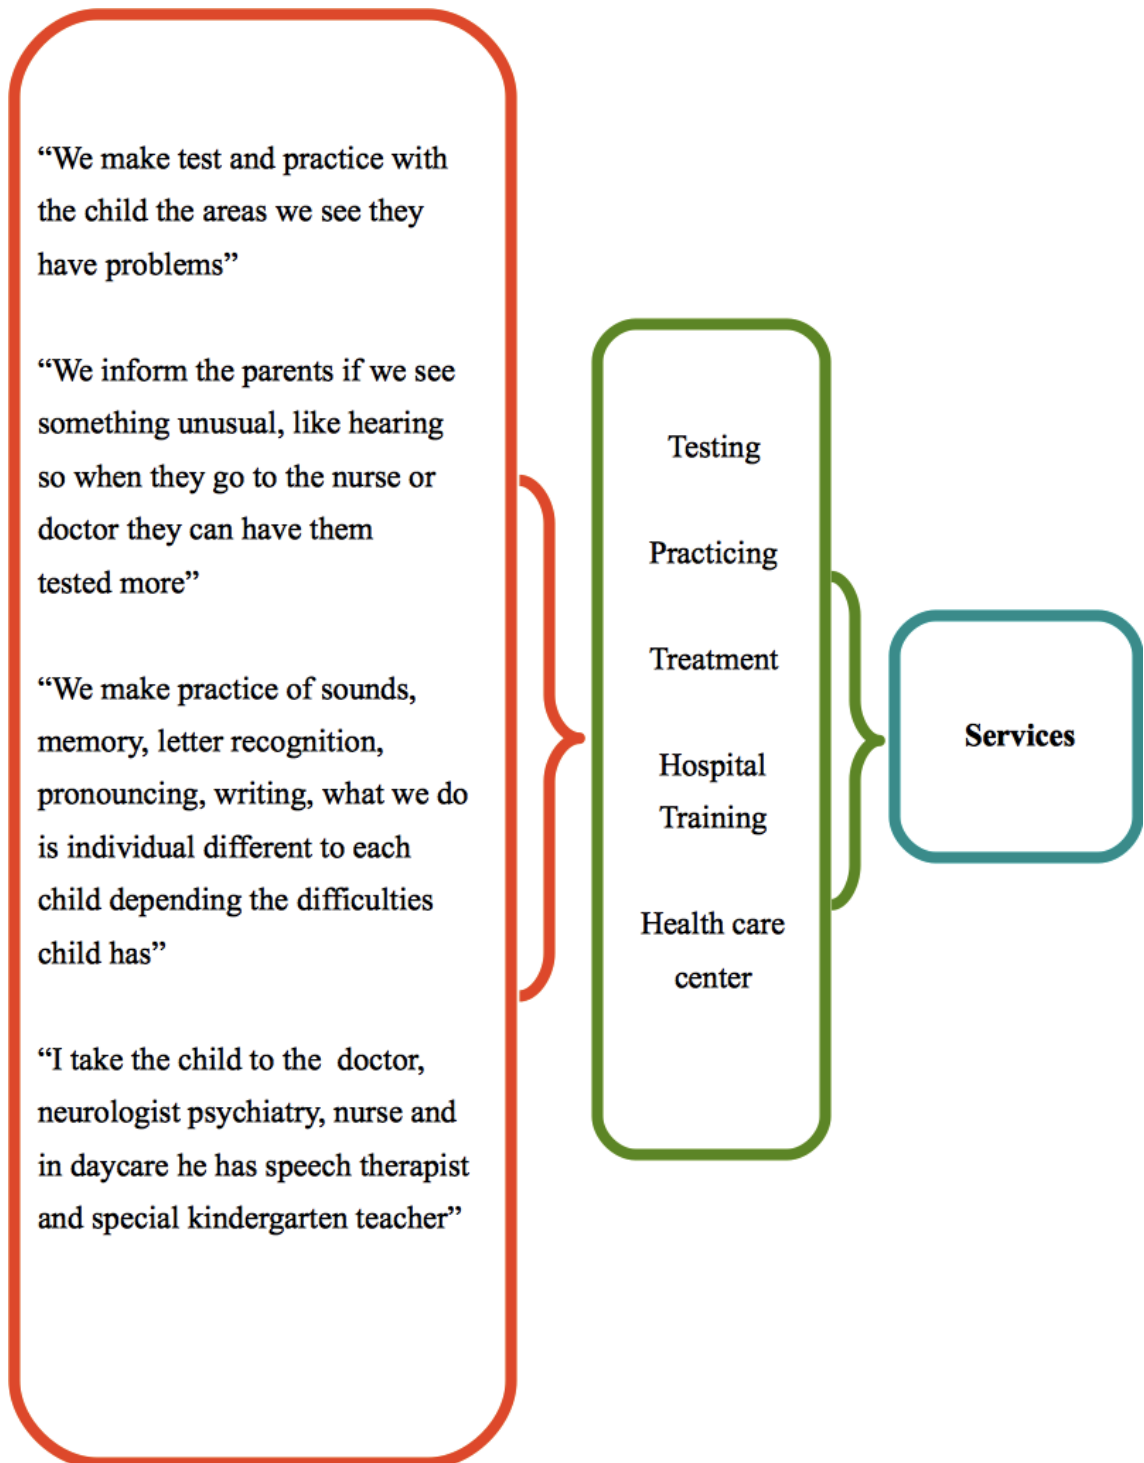 “We make test and practice with
the child the areas we see they
have problems”
“We inform the parents if we see
something unusual, like hearing
so when they go to the nurse or
doctor they can have them
tested more”
“We make practice of sounds,
memory, letter recognition,
pronouncing, writing, what we do
is individual different to each
child depending the difficulties
child has”
“I take the child to the  doctor,
neurologist psychiatry, nurse and
in daycare he has speech therapist
and special kindergarten teacher”
Testing
Practicing
Treatment
Hospital
Training
Health care
center
Services